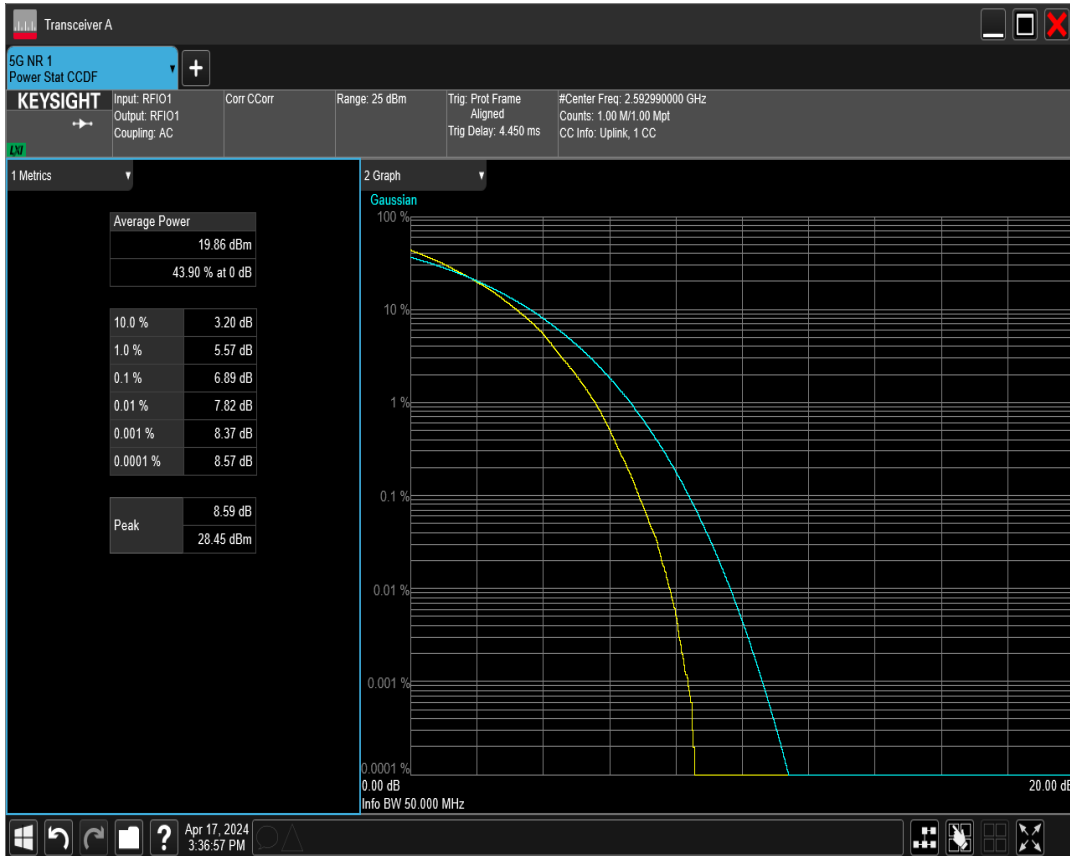 Transceiver A
5G NR 1
Power Stat CCDF
+
KEYSIGHT
LXI
Input: RFIO1
Output: RFIO1
Coupling: AC
Corr CCorr
Range: 25 dBm
Trig: Prot Frame
Aligned
Trig Delay: 4.450 ms
#Center Freq: 2.592990000 GHz
Counts: 1.00 M/1.00 Mpt
CC Info: Uplink, 1 CC
1 Metrics
Average Power
19.86 dBm
43.90 % at 0 dB
10.0 % 3.20 dB
1.0 % 5.57 dB
0.1 % 6.89 dB
0.01 % 7.82 dB
0.001 % 8.37 dB
0.0001 % 8.57 dB
Peak 8.59 dB
28.45 dBm
2 Graph
Gaussian
100 %
10 %
1 %
0.1 %
0.01 %
0.001 %
0.0001 %
0.00 dB 20.00 dB
Info BW 50.000 MHz
?
Apr 17, 2024
3:36:57 PM